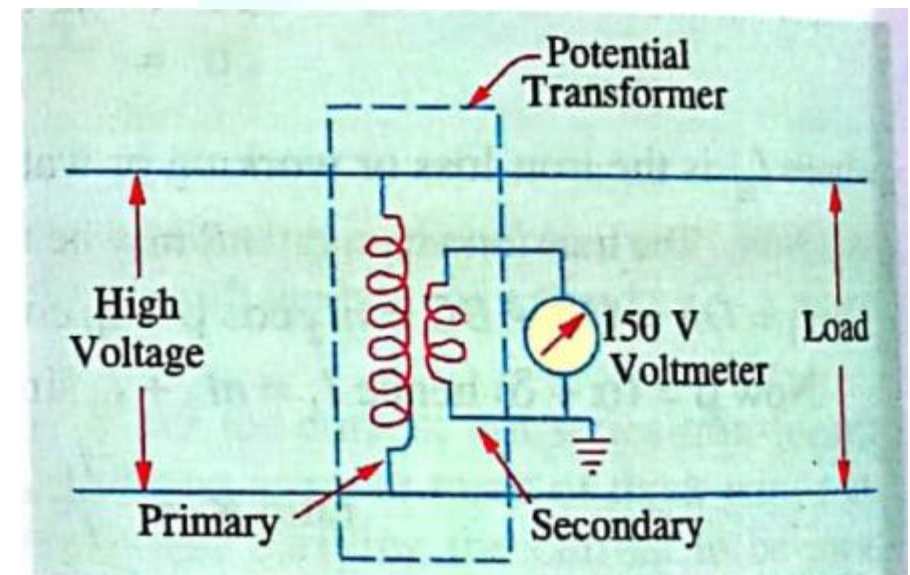 Potential
Transformer
High
Voltage
150 V
Voltmeter
Load
Primary
Secondary